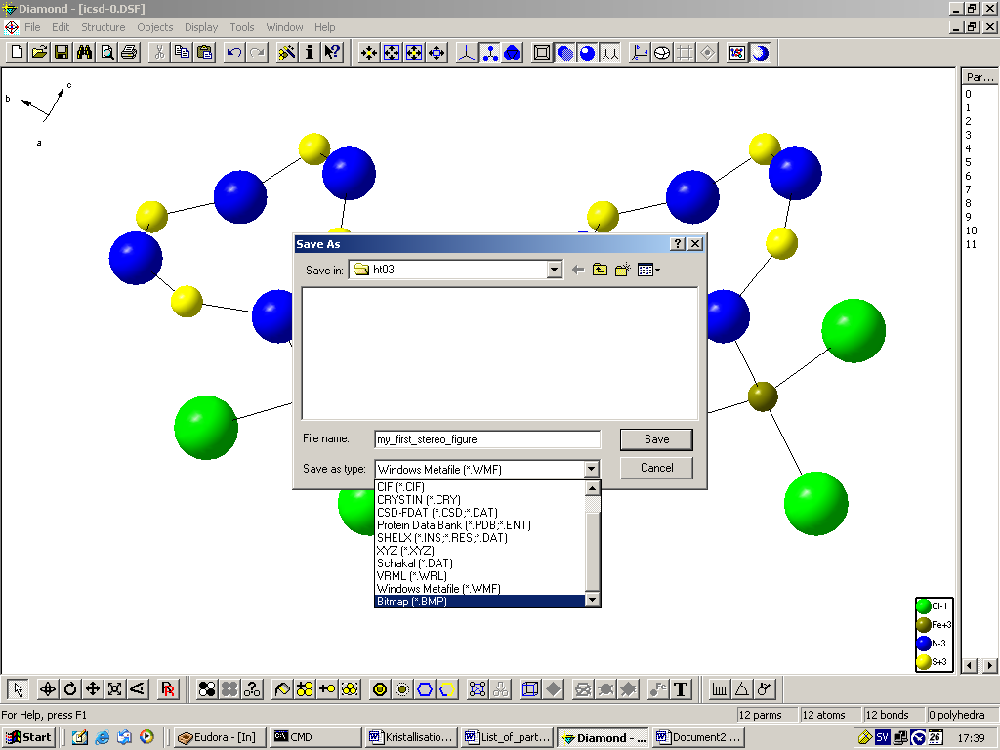 Diamond - [icsd-0.DSF]
File Edit Structure Objects Display Tools Window Help
Par...
c
b
a
0
1
2
3
4
5
6
7
8
9
10
11
Save As
Save in: ht03
File name: my_first_stereo_figure
Save
Save as type: Windows Metafile (*.WMF)
Cancel
CIF (*.CIF)
CRYSTIN (*.CRY)
CSD-FDAT (*.CSD;*.DAT)
Protein Data Bank (*.PDB;*.ENT)
SHELX (*.INS;*.RES;*.DAT)
XYZ (*.XYZ)
Schakal (*.DAT)
VRML (*.WRL)
Windows Metafile (*.WMF)
Bitmap (*.BMP)
Cl-1
Fe+3
N-3
S+3
For Help, press F1
12 parms 12 atoms 12 bonds 0 polyhedra
Start Eudora - [In] CMD Kristallisatio... List_of_part... Diamond - ... Document2 ... SV 26 17:39